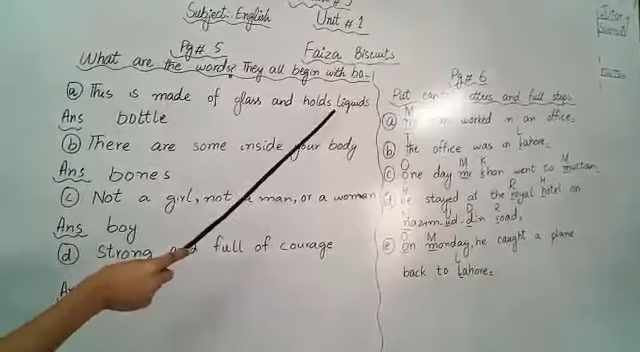 Subject: English
Unit # 1
Pg# 5
Faiza Biscuits
What are the words? They all begin with bo-
(a) This is made of glass and holds liquids
Ans bottle
(b) There are some inside your body
Ans bones
(c) Not a girl, not a man, or a woman
Ans boy
(d) Strong and full of courage
Pg# 6
Put letters and full stops
(a) M worked in an office.
(b) T the office was in L lahore.
(c) O one day M mr K khan went to M multan.
(d) H he stayed at the R royal H hotel on
N nazim U ud D din R road.
(e) O on M monday, he caught a plane
back to L lahore.